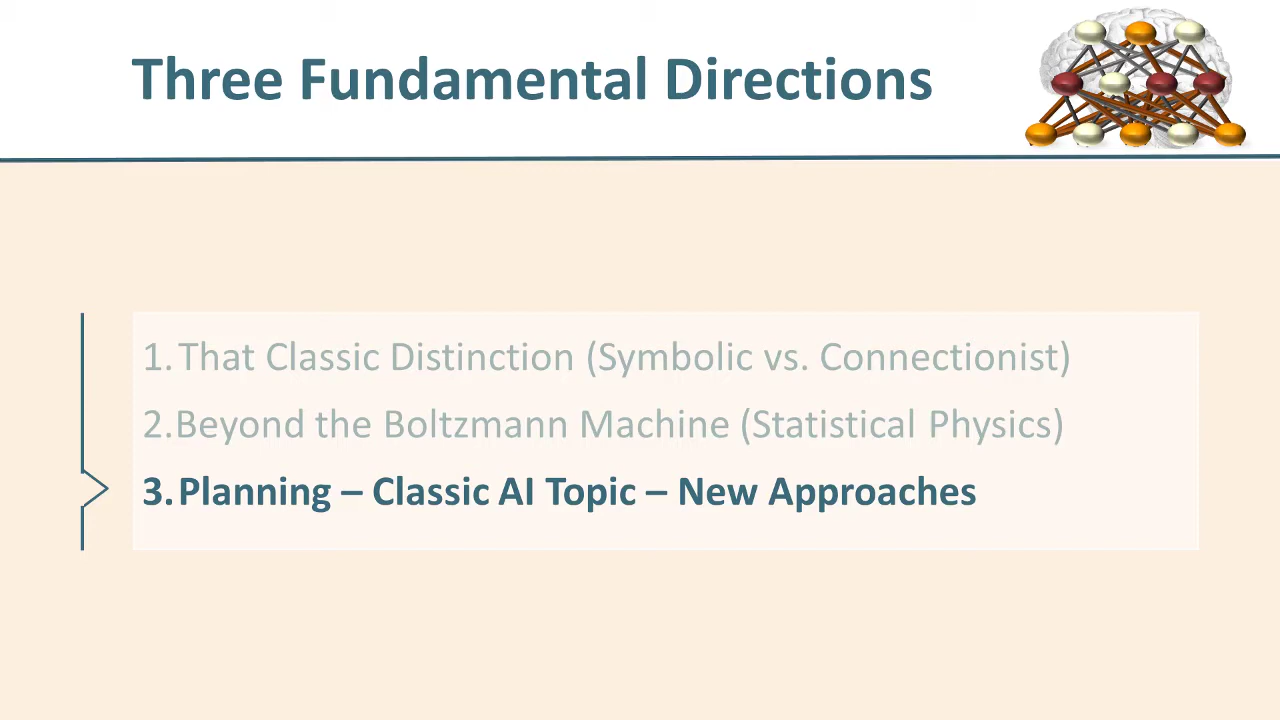 Three Fundamental Directions
1. That Classic Distinction (Symbolic vs. Connectionist)
2. Beyond the Boltzmann Machine (Statistical Physics)
3. Planning – Classic AI Topic – New Approaches